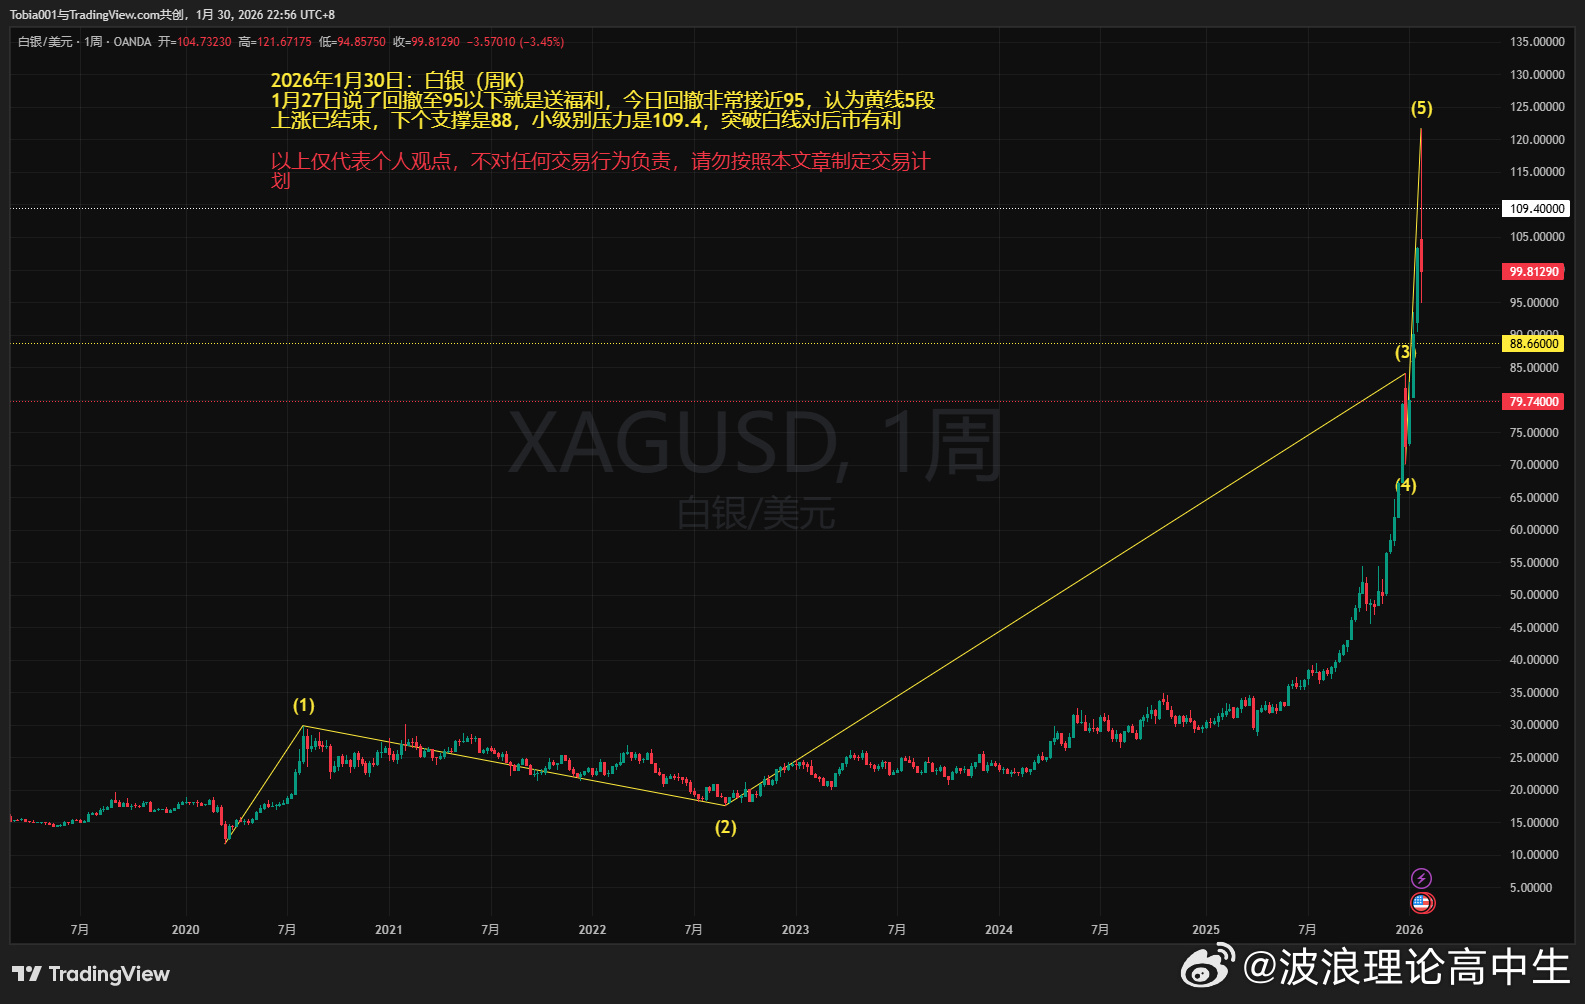 Tobia001与TradingView.com共创，1月 30, 2026 22:56 UTC+8
白银/美元 · 1周 · OANDA 开=104.73230 高=121.67175 低=94.85750 收=99.81290 −3.57010 (−3.45%)
2026年1月30日：白银（周K）
1月27日说了回撤至95以下就是送福利，今日回撤非常接近95，认为黄线5段
上涨已结束，下个支撑是88，小级别压力是109.4，突破白线对后市有利
以上仅代表个人观点，不对任何交易行为负责，请勿按照本文章制定交易计
划
135.00000
130.00000
125.00000
(5)
120.00000
115.00000
109.40000
105.00000
99.81290
95.00000
90.00000
88.66000
(3)
85.00000
79.74000
XAGUSD, 1周
白银/美元
75.00000
70.00000
(4)
65.00000
60.00000
55.00000
50.00000
45.00000
40.00000
35.00000
(1)
30.00000
25.00000
20.00000
(2)
15.00000
10.00000
5.00000
7月 2020 7月 2021 7月 2022 7月 2023 7月 2024 7月 2025 7月 2026
TradingView
@波浪理论高中生